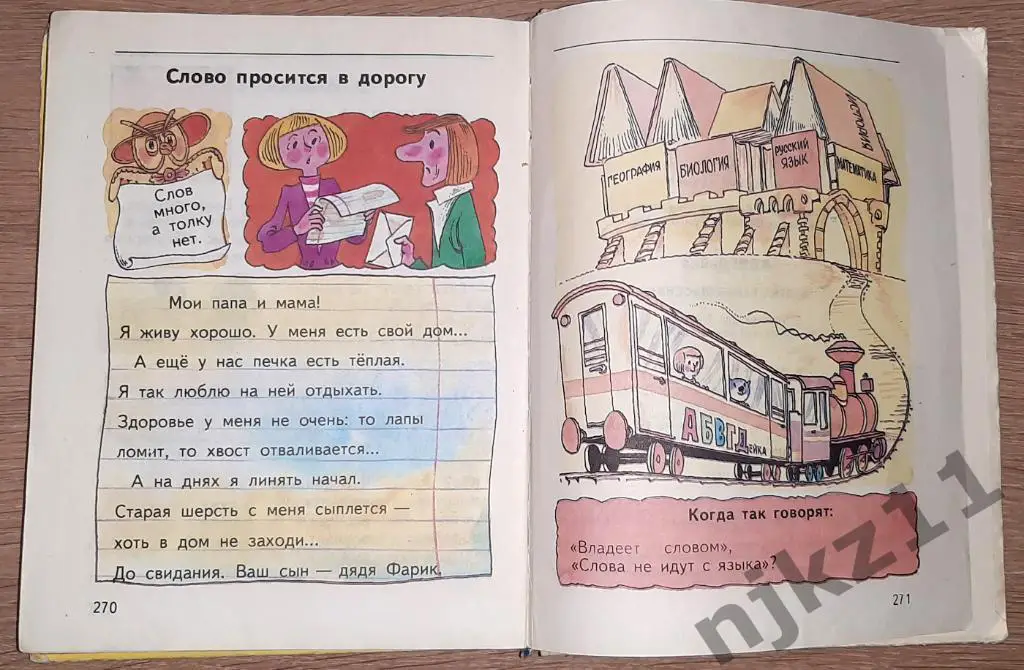 Слово просится в дорогу
Слов
много,
а толку
нет.
Мои папа и мама!
Я живу хорошо. У меня есть свой дом...
А ещё у нас печка есть тёплая.
Я так люблю на ней отдыхать.
Здоровье у меня не очень: то лапы
ломит, то хвост отваливается...
А на днях я линять начал.
Старая шерсть с меня сыплется —
хоть в дом не заходи...
До свидания. Ваш сын — дядя Фарик.
270
ГЕОГРАФИЯ
БИОЛОГИЯ
РУССКИЙ
ЯЗЫК
МАТЕМАТИКА
ИСТОРИЯ
АБВГДЕЙКА
Когда так говорят:
«Владеет словом»,
«Слова не идут с языка»?
271
njkz11